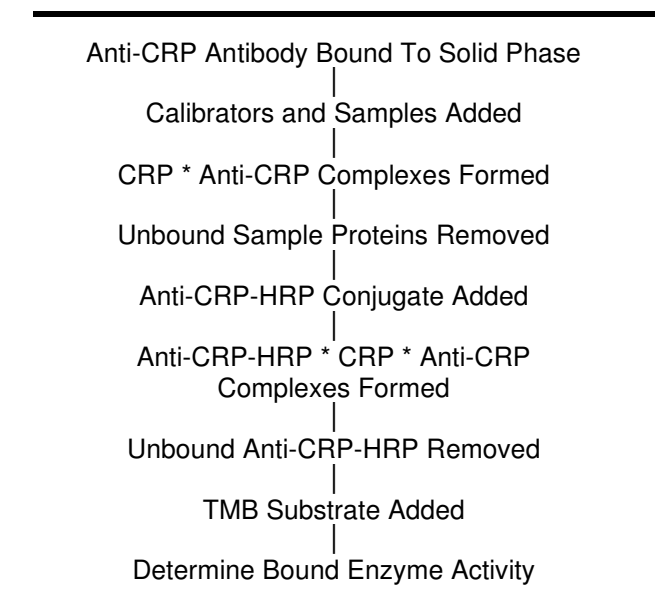 Anti-CRP Antibody Bound To Solid Phase
Calibrators and Samples Added
CRP * Anti-CRP Complexes Formed
Unbound Sample Proteins Removed
Anti-CRP-HRP Conjugate Added
Anti-CRP-HRP * CRP * Anti-CRP
Complexes Formed
Unbound Anti-CRP-HRP Removed
TMB Substrate Added
Determine Bound Enzyme Activity